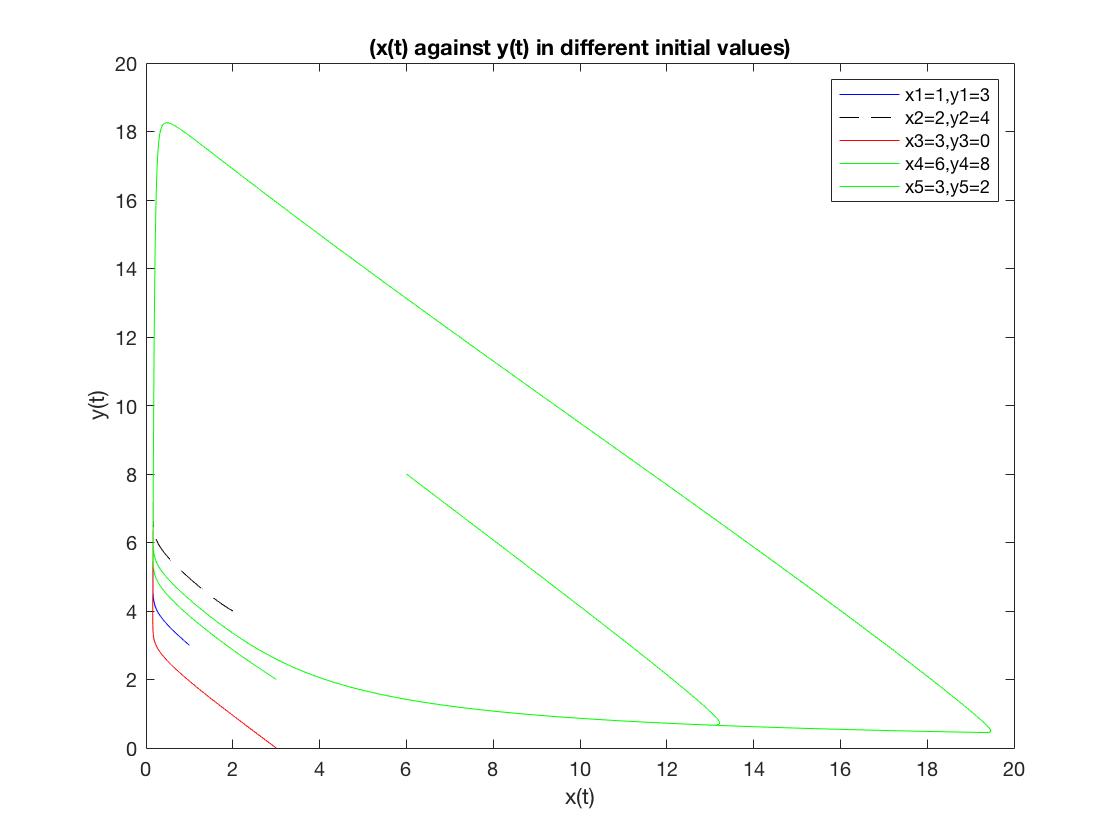 (x(t) against y(t) in different initial values)
20
18
16
14
12
10
8
6
4
2
0
y(t)
x1=1,y1=3
x2=2,y2=4
x3=3,y3=0
x4=6,y4=8
x5=3,y5=2
0 2 4 6 8 10 12 14 16 18 20
x(t)